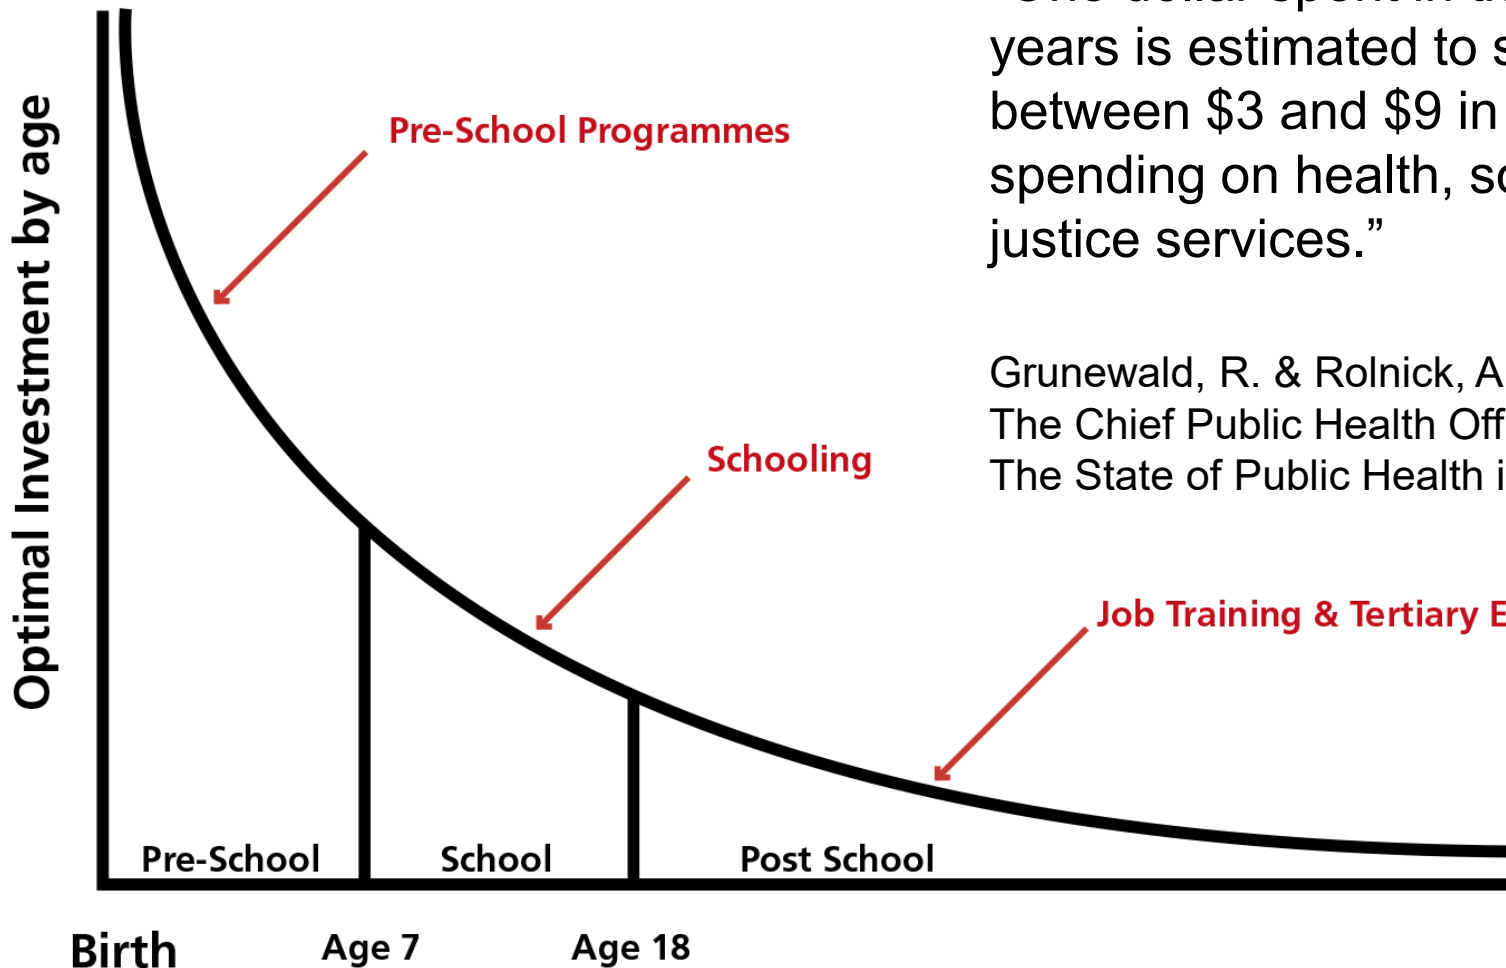 years is estimated to
between $3 and $9 in
spending on health,
justice services.”
Grunewald, R. & Rolnick, A
The Chief Public Health
The State of Public Health
Optimal Investment by age
Pre-School Programmes
Schooling
Job Training & Tertiary
Pre-School School Post School
Birth Age 7 Age 18